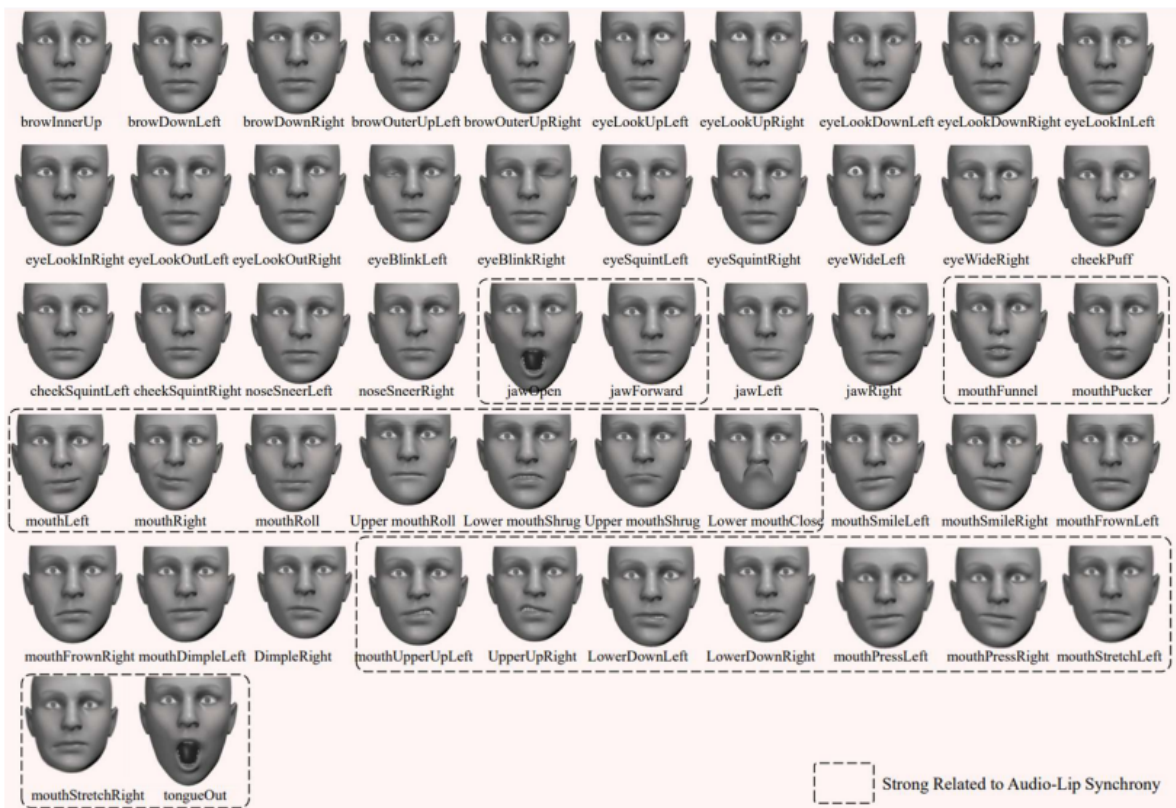 browInnerUp browDownLeft browDownRight browOuterUpLeft browOuterUpRight eyeLookUpLeft eyeLookUpRight eyeLookDownLeft eyeLookDownRight eyeLookInLeft
eyeLookInRight eyeLookOutLeft eyeLookOutRight eyeBlinkLeft eyeBlinkRight eyeSquintLeft eyeSquintRight eyeWideLeft eyeWideRight cheekPuff
cheekSquintLeft cheekSquintRight noseSneerLeft noseSneerRight jawOpen jawForward jawLeft jawRight mouthFunnel mouthPucker
mouthLeft mouthRight mouthRoll Upper mouthRoll Lower mouthShrug Upper mouthShrug Lower mouthClose mouthSmileLeft mouthSmileRight mouthFrownLeft
mouthFrownRight mouthDimpleLeft DimpleRight mouthUpperUpLeft UpperUpRight LowerDownLeft LowerDownRight mouthPressLeft mouthPressRight mouthStretchLeft
mouthStretchRight tongueOut
Strong Related to Audio-Lip Synchrony